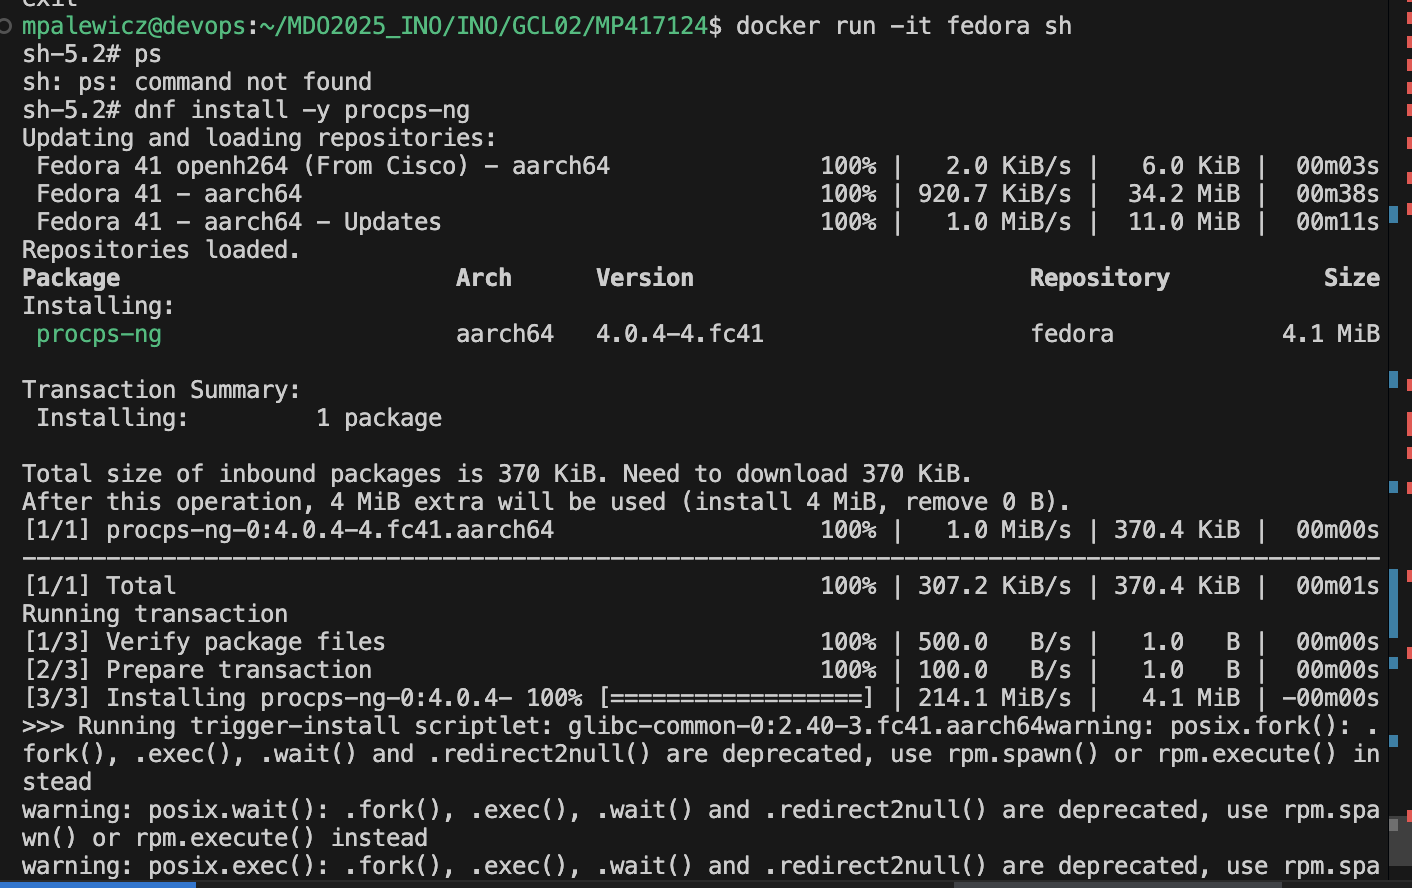 exit
mpalewicz@devops:~/MDO2025_INO/INO/GCL02/MP417124$ docker run -it fedora sh
sh-5.2# ps
sh: ps: command not found
sh-5.2# dnf install -y procps-ng
Updating and loading repositories:
Fedora 41 openh264 (From Cisco) - aarch64 100% | 2.0 KiB/s | 6.0 KiB | 00m03s
Fedora 41 - aarch64 100% | 920.7 KiB/s | 34.2 MiB | 00m38s
Fedora 41 - aarch64 - Updates 100% | 1.0 MiB/s | 11.0 MiB | 00m11s
Repositories loaded.
Package Arch Version Repository Size
Installing:
procps-ng aarch64 4.0.4-4.fc41 fedora 4.1 MiB
Transaction Summary:
Installing: 1 package
Total size of inbound packages is 370 KiB. Need to download 370 KiB.
After this operation, 4 MiB extra will be used (install 4 MiB, remove 0 B).
[1/1] procps-ng-0:4.0.4-4.fc41.aarch64 100% | 1.0 MiB/s | 370.4 KiB | 00m00s
--------------------------------------------------------------------------------
[1/1] Total 100% | 307.2 KiB/s | 370.4 KiB | 00m01s
Running transaction
[1/3] Verify package files 100% | 500.0 B/s | 1.0 B | 00m00s
[2/3] Prepare transaction 100% | 100.0 B/s | 1.0 B | 00m00s
[3/3] Installing procps-ng-0:4.0.4- 100% [==================] | 214.1 MiB/s | 4.1 MiB | -00m00s
>>> Running trigger-install scriptlet: glibc-common-0:2.40-3.fc41.aarch64warning: posix.fork(): .
fork(), .exec(), .wait() and .redirect2null() are deprecated, use rpm.spawn() or rpm.execute() in
stead
warning: posix.wait(): .fork(), .exec(), .wait() and .redirect2null() are deprecated, use rpm.spa
wn() or rpm.execute() instead
warning: posix.exec(): .fork(), .exec(), .wait() and .redirect2null() are deprecated, use rpm.spa